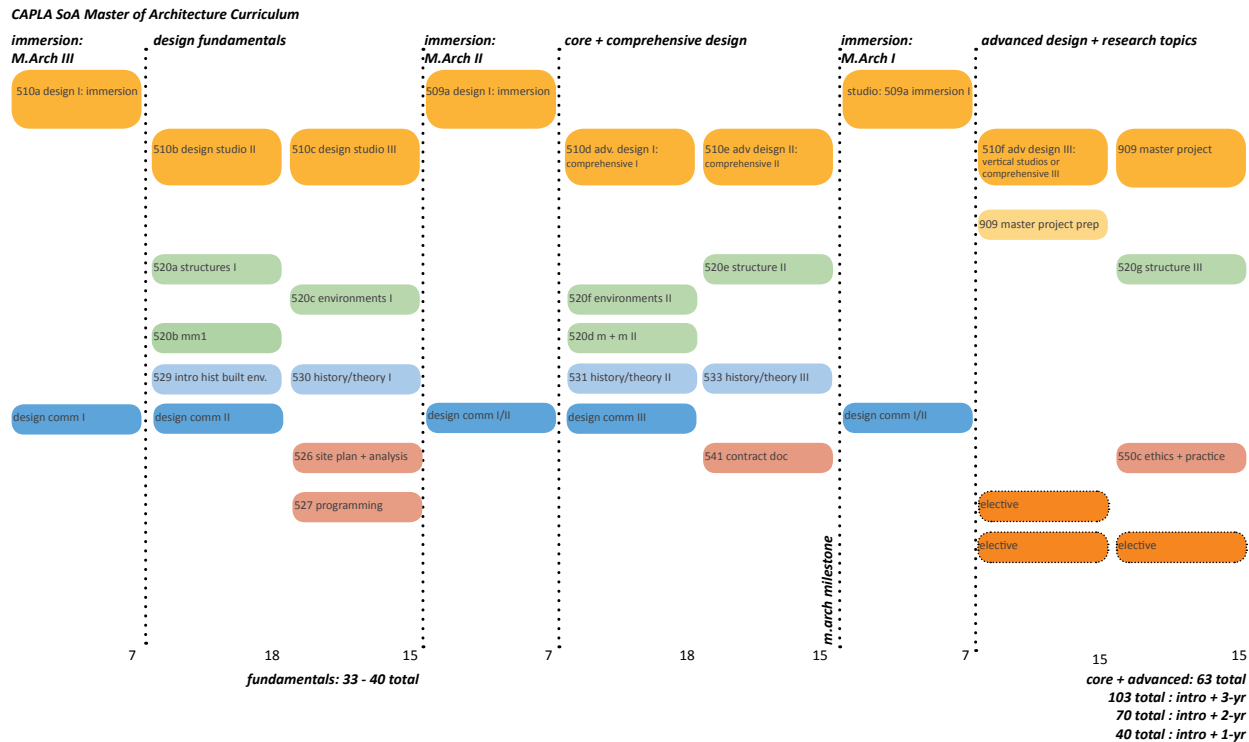 CAPLA SoA Master of Architecture Curriculum
immersion:
M.Arch III
design fundamentals
immersion:
M.Arch II
core + comprehensive design
immersion:
M.Arch I
advanced design + research topics
510a design I: immersion
509a design I: immersion
studio: 509a immersion I
510b design studio II
510c design studio III
510d adv. design I:
comprehensive I
510e adv deisgn II:
comprehensive II
510f adv design III:
vertical studios or
comprehensive III
909 master project
909 master project prep
520a structures I
520e structure II
520g structure III
520c environments I
520f environments II
520b mm1
520d m + m II
529 intro hist built env.
530 history/theory I
531 history/theory II
533 history/theory III
design comm I
design comm II
design comm I/II
design comm III
design comm I/II
526 site plan + analysis
541 contract doc
550c ethics + practice
527 programming
elective
elective
elective
m.arch milestone
7
18
15
7
18
15
7
15
15
fundamentals: 33 - 40 total
core + advanced: 63 total
103 total : intro + 3-yr
70 total : intro + 2-yr
40 total : intro + 1-yr